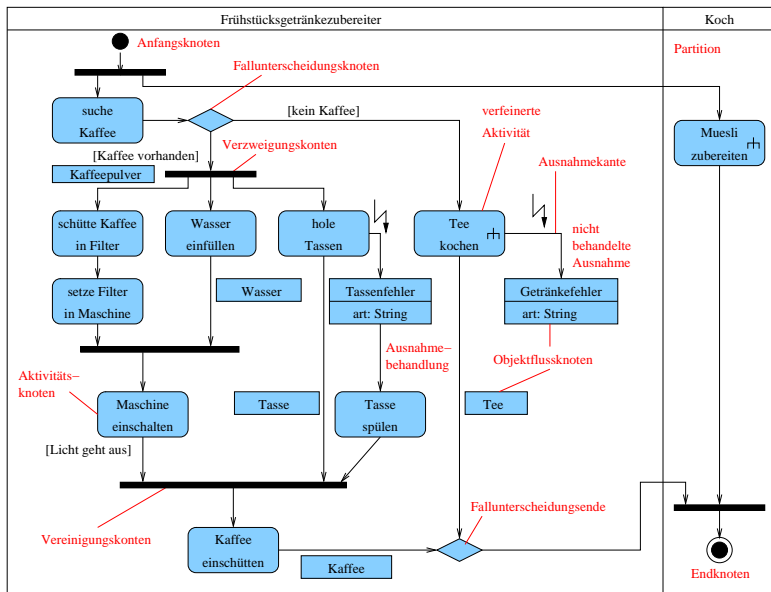 Frühstücksgetränkezubereiter
Koch
Anfangsknoten
Partition
Fallunterscheidungsknoten
suche
Kaffee
[kein Kaffee]
verfeinerte
Aktivität
Muesli
zubereiten
[Kaffee vorhanden]
Verzweigungskonten
Ausnahmekante
Kaffeepulver
schütte Kaffee
in Filter
Wasser
einfüllen
hole
Tassen
Tee
kochen
nicht
behandelte
Ausnahme
setze Filter
in Maschine
Wasser
Tassenfehler
art: String
Getränkefehler
art: String
Ausnahme−
behandlung
Objektflussknoten
Aktivitäts−
knoten
Maschine
einschalten
Tasse
Tasse
spülen
Tee
[Licht geht aus]
Vereinigungskonten
Fallunterscheidungsende
Kaffee
einschütten
Kaffee
Endknoten